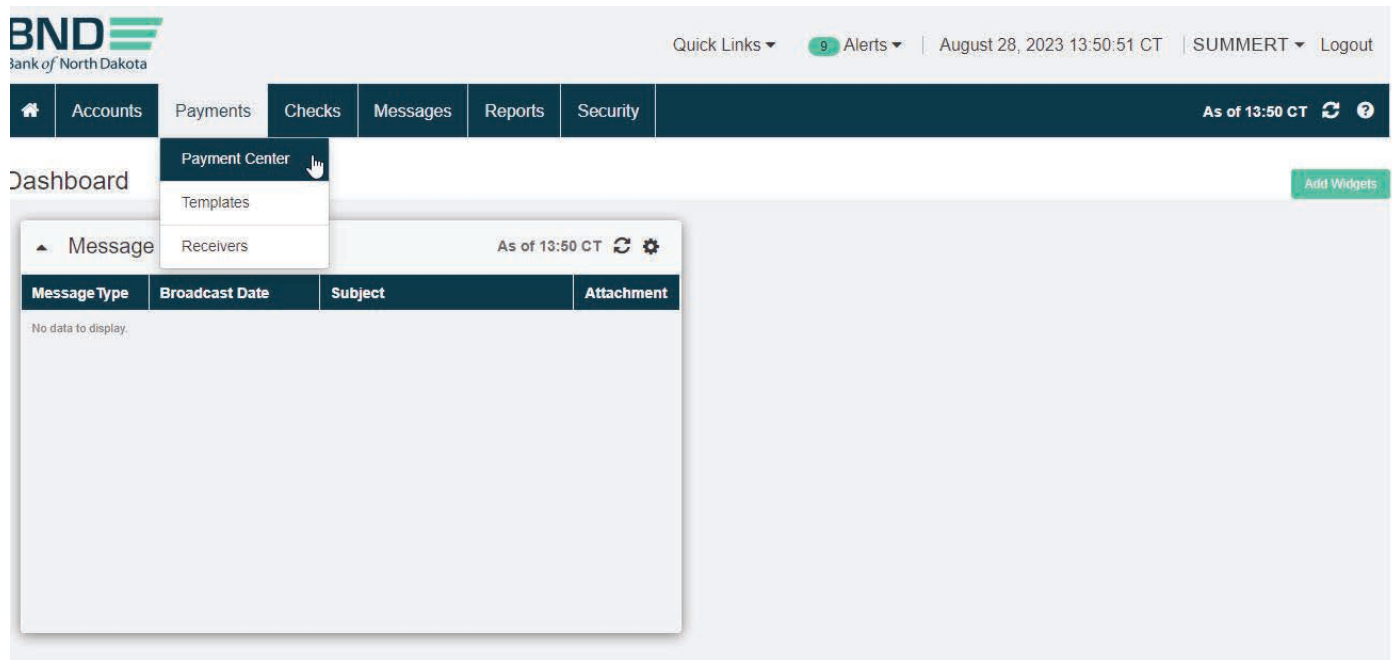 BND
Bank of North Dakota
Quick Links 9 Alerts August 28, 2023 13:50:51 CT SUMMERT Logout
Accounts Payments Checks Messages Reports Security As of 13:50 CT
Payment Center
Dashboard
Add Widgets
Templates
Message As of 13:50 CT
Receivers
Message Type Broadcast Date Subject Attachment
No data to display.